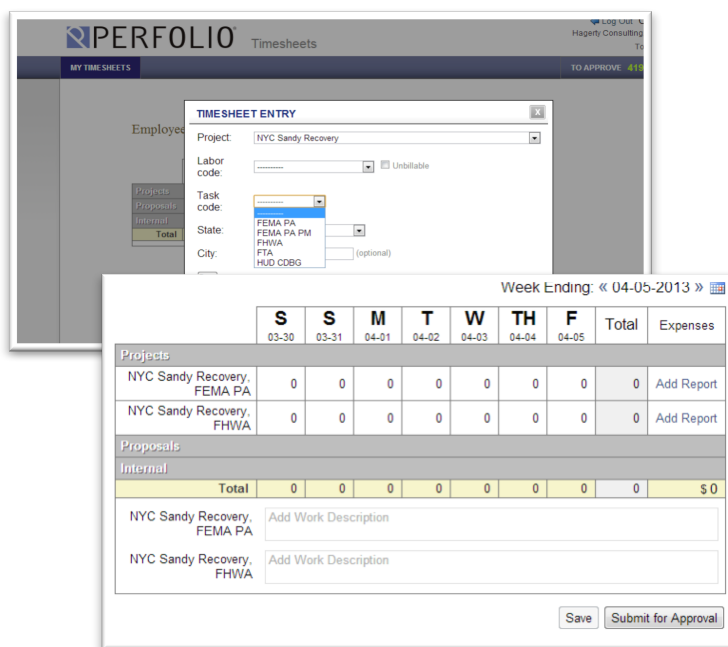 Log Out
PERFOLIO® Timesheets
Hagerty Consulting
To
MY TIMESHEETS
TO APPROVE 419
Employee
TIMESHEET ENTRY
X
Project: NYC Sandy Recovery
Labor code: ---------- Unbillable
Task code: ----------
----------
FEMA PA
FEMA PA PM
FHWA
FTA
HUD CDBG
State:
City: (optional)
Projects
Proposals
Internal
Total
Week Ending: « 04-05-2013 »
S S M T W TH F Total Expenses
03-30 03-31 04-01 04-02 04-03 04-04 04-05
Projects
NYC Sandy Recovery, FEMA PA 0 0 0 0 0 0 0 0 Add Report
NYC Sandy Recovery, FHWA 0 0 0 0 0 0 0 0 Add Report
Proposals
Internal
Total 0 0 0 0 0 0 0 0 $ 0
NYC Sandy Recovery, FEMA PA Add Work Description
NYC Sandy Recovery, FHWA Add Work Description
Save Submit for Approval